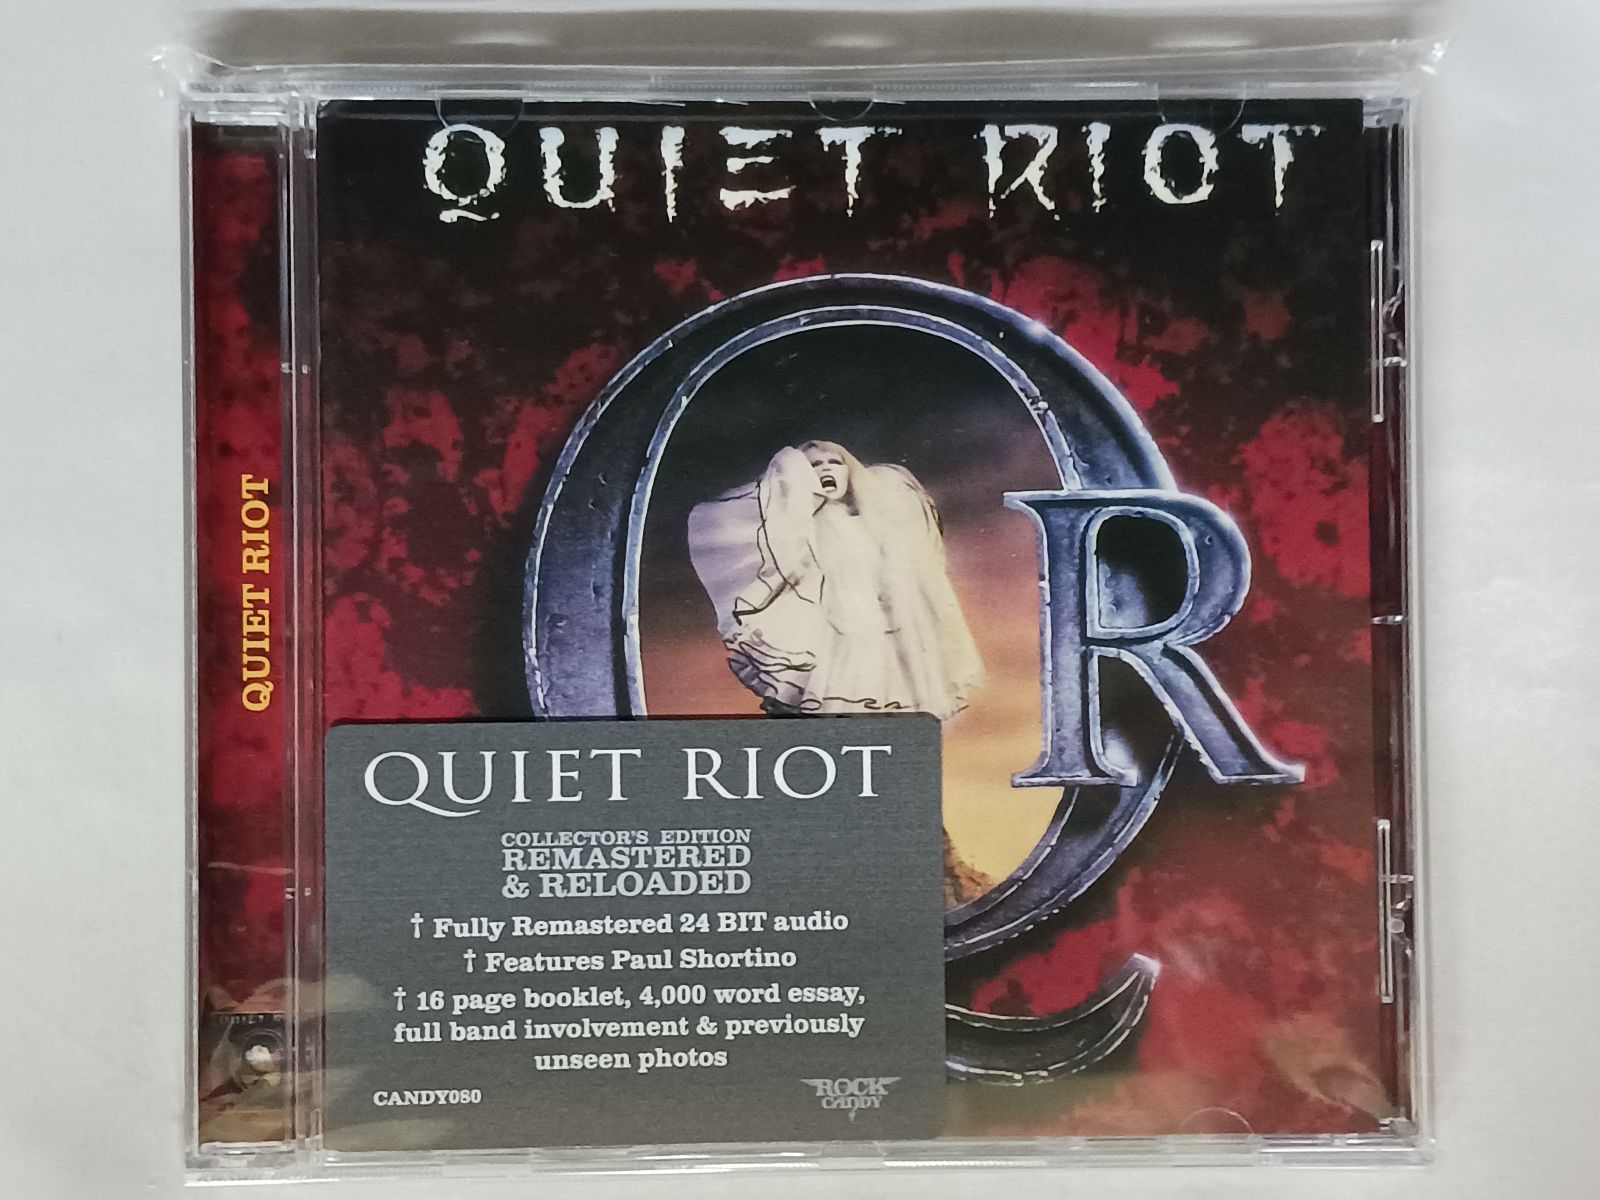 QUIET RIOT
QR
QUIET RIOT
QUIET RIOT
COLLECTOR'S EDITION
REMASTERED
& RELOADED
† Fully Remastered 24 BIT audio
† Features Paul Shortino
† 16 page booklet, 4,000 word essay,
full band involvement & previously
unseen photos
CANDY080
ROCK
CANDY